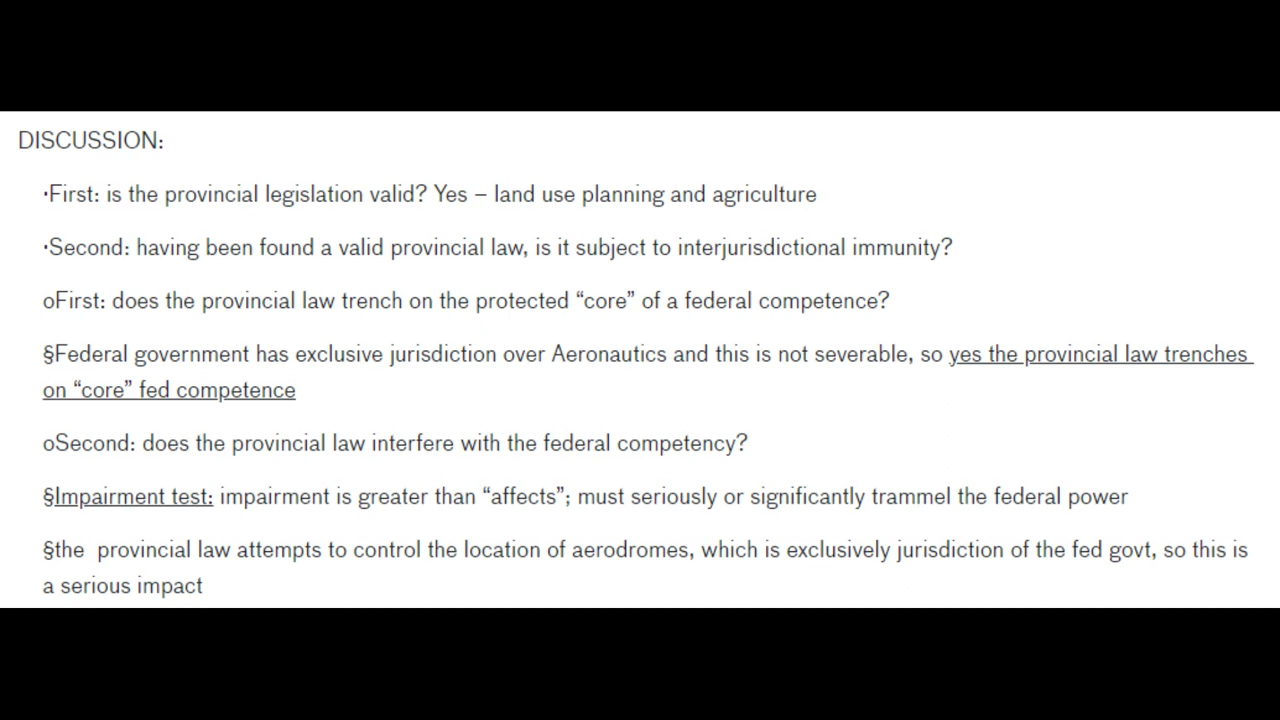 DISCUSSION:
·First: is the provincial legislation valid? Yes – land use planning and agriculture
·Second: having been found a valid provincial law, is it subject to interjurisdictional immunity?
oFirst: does the provincial law trench on the protected “core” of a federal competence?
§Federal government has exclusive jurisdiction over Aeronautics and this is not severable, so yes the provincial law trenches
on “core” fed competence
oSecond: does the provincial law interfere with the federal competency?
§Impairment test: impairment is greater than “affects”; must seriously or significantly trammel the federal power
§the  provincial law attempts to control the location of aerodromes, which is exclusively jurisdiction of the fed govt, so this is
a serious impact